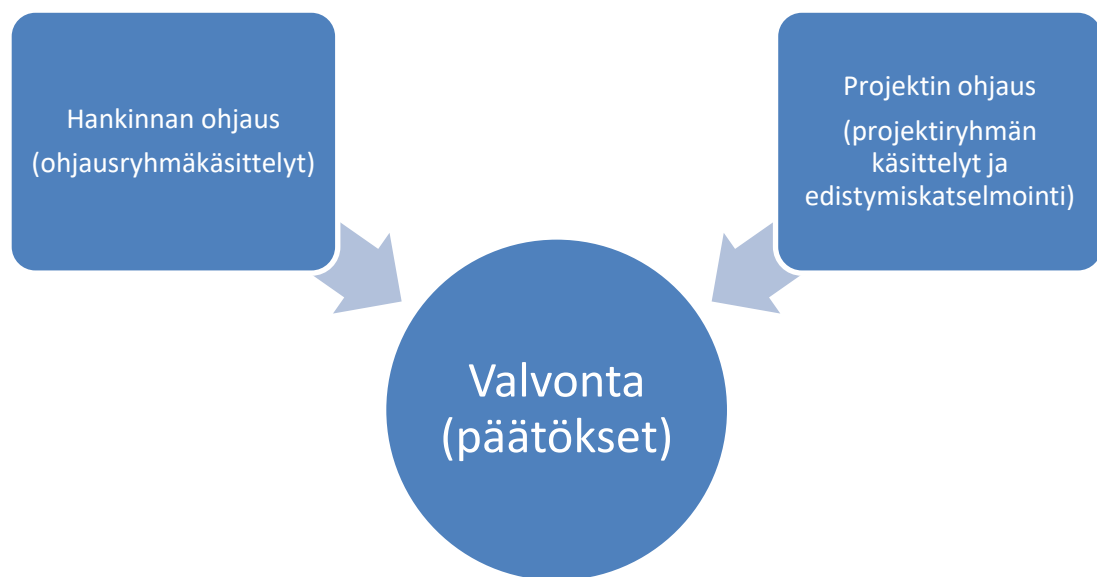 Hankinnan ohjaus
(ohjausryhmäkäsittelyt)
Projektin ohjaus
(projektiryhmän
käsittelyt ja
edistymiskatselmointi)
Valvonta
(päätökset)